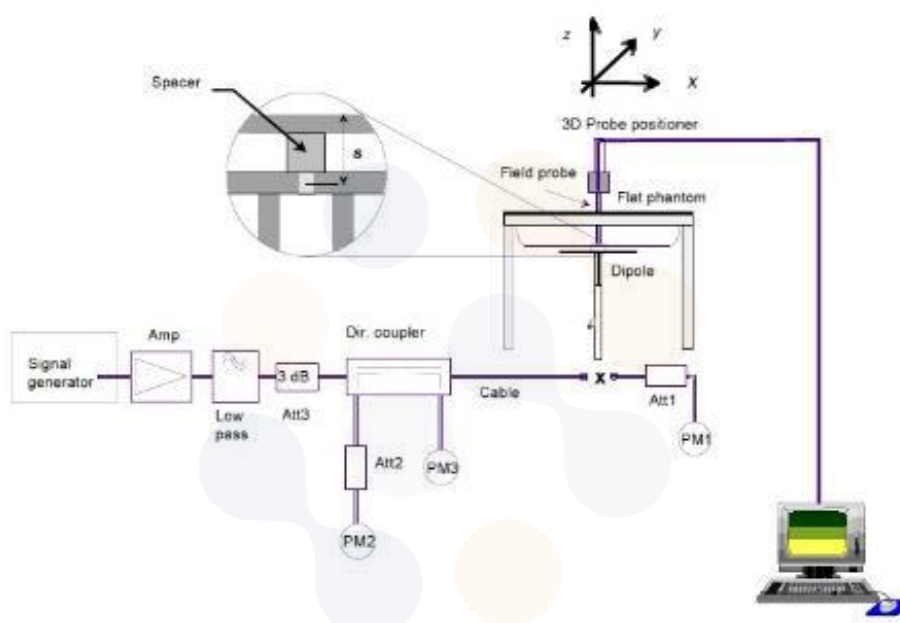 z
y
x
Spacer
s
3D Probe positioner
Field probe
Flat phantom
Dipole
Amp
Dir. coupler
Signal
generator
3 dB
Low
pass
Att3
Cable
X
Att1
Att2
PM3
PM1
PM2